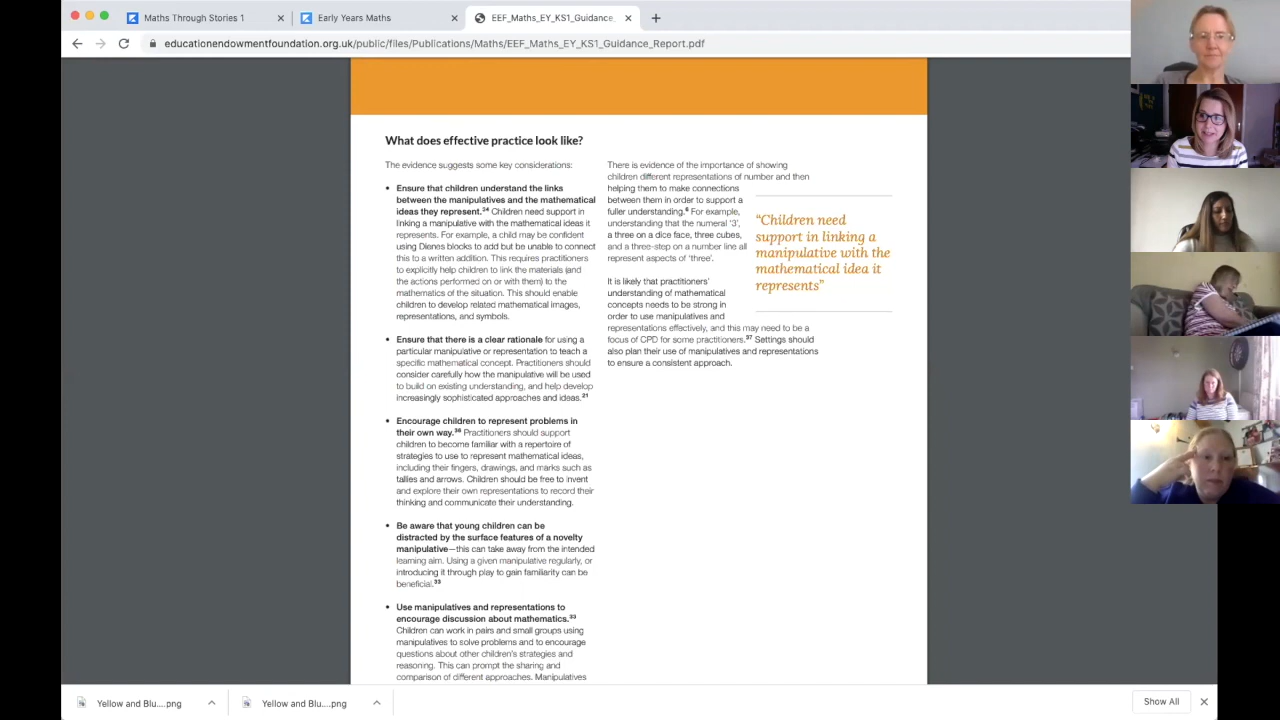 Maths Through Stories 1
Early Years Maths
EEF_Maths_EY_KS1_Guidance_
educationendowmentfoundation.org.uk/public/files/Publications/Maths/EEF_Maths_EY_KS1_Guidance_Report.pdf
What does effective practice look like?
The evidence suggests some key considerations:
• Ensure that children understand the links
between the manipulatives and the mathematical
ideas they represent.34 Children need support in
linking a manipulative with the mathematical ideas it
represents. For example, a child may be confident
using Dienes blocks to add but be unable to connect
this to a written addition. This requires practitioners
to explicitly help children to link the materials (and
the actions performed on or with them) to the
mathematics of the situation. This should enable
children to develop related mathematical images,
representations, and symbols.
• Ensure that there is a clear rationale for using a
particular manipulative or representation to teach a
specific mathematical concept. Practitioners should
consider carefully how the manipulative will be used
to build on existing understanding, and help develop
increasingly sophisticated approaches and ideas.21
• Encourage children to represent problems in
their own way.36 Practitioners should support
children to become familiar with a repertoire of
strategies to use to represent mathematical ideas,
including their fingers, drawings, and marks such as
tallies and arrows. Children should be free to invent
and explore their own representations to record their
thinking and communicate their understanding.
• Be aware that young children can be
distracted by the surface features of a novelty
manipulative—this can take away from the intended
learning aim. Using a given manipulative regularly, or
introducing it through play to gain familiarity can be
beneficial.33
• Use manipulatives and representations to
encourage discussion about mathematics.33
Children can work in pairs and small groups using
manipulatives to solve problems and to encourage
questions about other children's strategies and
reasoning. This can prompt the sharing and
comparison of different approaches. Manipulatives
There is evidence of the importance of showing
children different representations of number and then
helping them to make connections
between them in order to support a
fuller understanding.6 For example,
understanding that the numeral '3',
a three on a dice face, three cubes,
and a three-step on a number line all
represent aspects of 'three'.
It is likely that practitioners'
understanding of mathematical
concepts needs to be strong in
order to use manipulatives and
representations effectively, and this may need to be a
focus of CPD for some practitioners.37 Settings should
also plan their use of manipulatives and representations
to ensure a consistent approach.
“Children need
support in linking a
manipulative with the
mathematical idea it
represents”
Yellow and Blu....png
Yellow and Blu....png
Show All